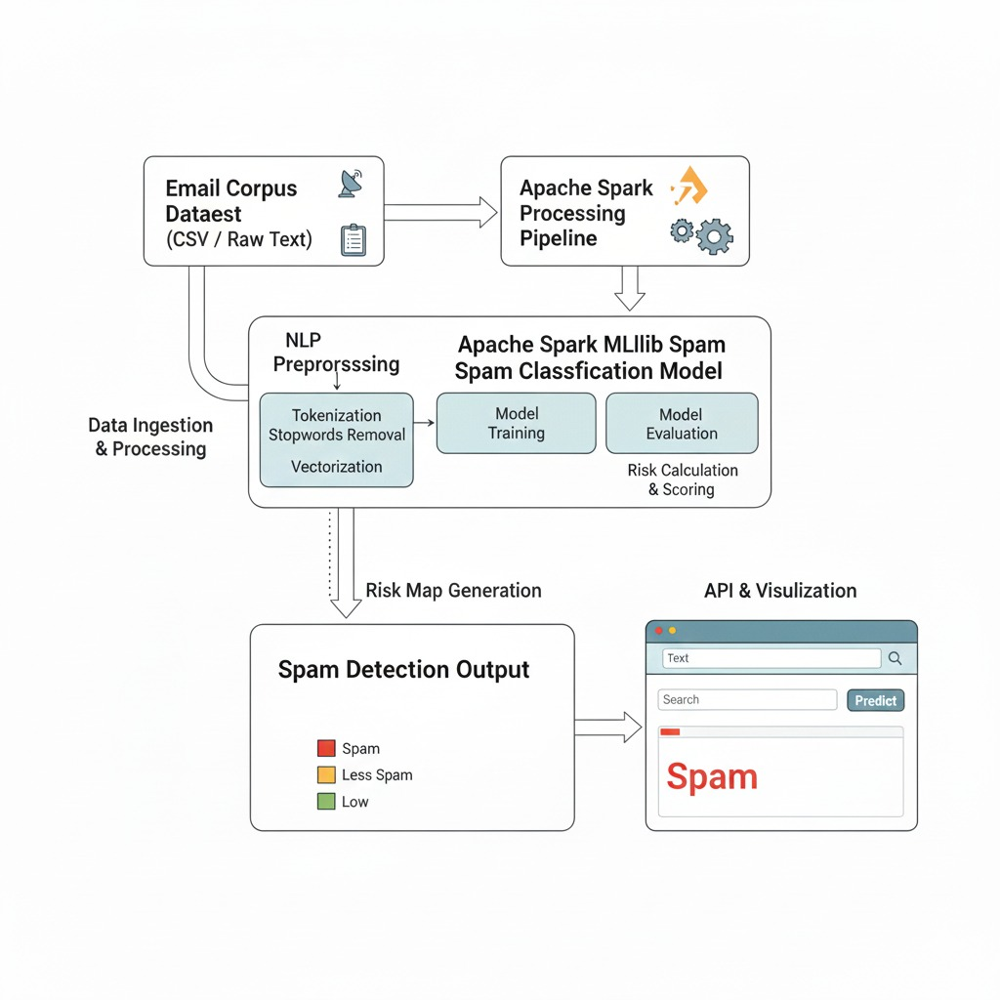 Email Corpus
Dataest
(CSV / Raw Text)
Apache Spark
Processing
Pipeline
NLP
Preprorsssing
Apache Spark MLllib Spam
Spam Classfication Model
Tokenization
Stopwords Removal
Vectorization
Model
Training
Model
Evaluation
Risk Calculation
& Scoring
Data Ingestion
& Processing
Risk Map Generation
API & Visulization
Spam Detection Output
Spam
Less Spam
Low
Text
Search
Predict
Spam